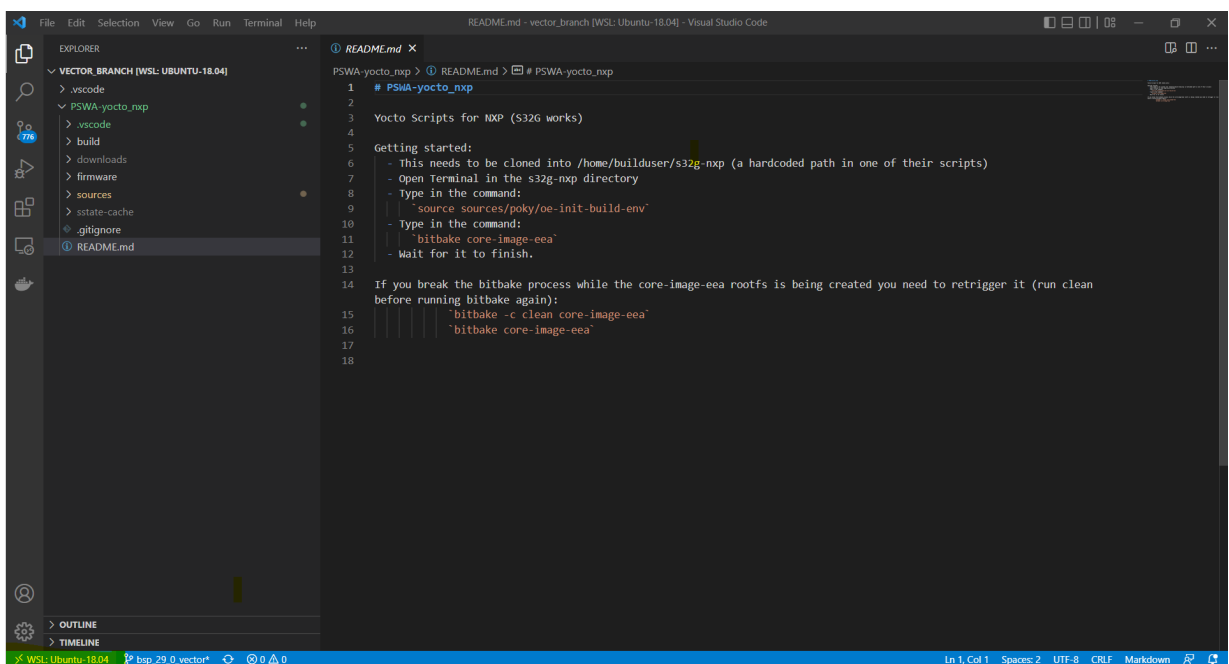 File Edit Selection View Go Run Terminal Help
README.md - vector_branch [WSL: Ubuntu-18.04] - Visual Studio Code
EXPLORER
VECTOR_BRANCH [WSL: UBUNTU-18.04]
.vscode
PSWA-yocto_nxp
.vscode
build
downloads
firmware
sources
sstate-cache
.gitignore
README.md
776
OUTLINE
TIMELINE
README.md
PSWA-yocto_nxp > README.md > # PSWA-yocto_nxp
1 # PSWA-yocto_nxp
2
3 Yocto Scripts for NXP (S32G works)
4
5 Getting started:
6 - This needs to be cloned into /home/builduser/s32g-nxp (a hardcoded path in one of their scripts)
7 - Open Terminal in the s32g-nxp directory
8 - Type in the command:
9 `source sources/poky/oe-init-build-env`
10 - Type in the command:
11 `bitbake core-image-eea`
12 - Wait for it to finish.
13
14 If you break the bitbake process while the core-image-eea rootfs is being created you need to retrigger it (run clean
before running bitbake again):
15 `bitbake -c clean core-image-eea`
16 `bitbake core-image-eea`
17
18
WSL: Ubuntu-18.04 bsp_29_0_vector* 0 0 Ln 1, Col 1 Spaces: 2 UTF-8 CRLF Markdown